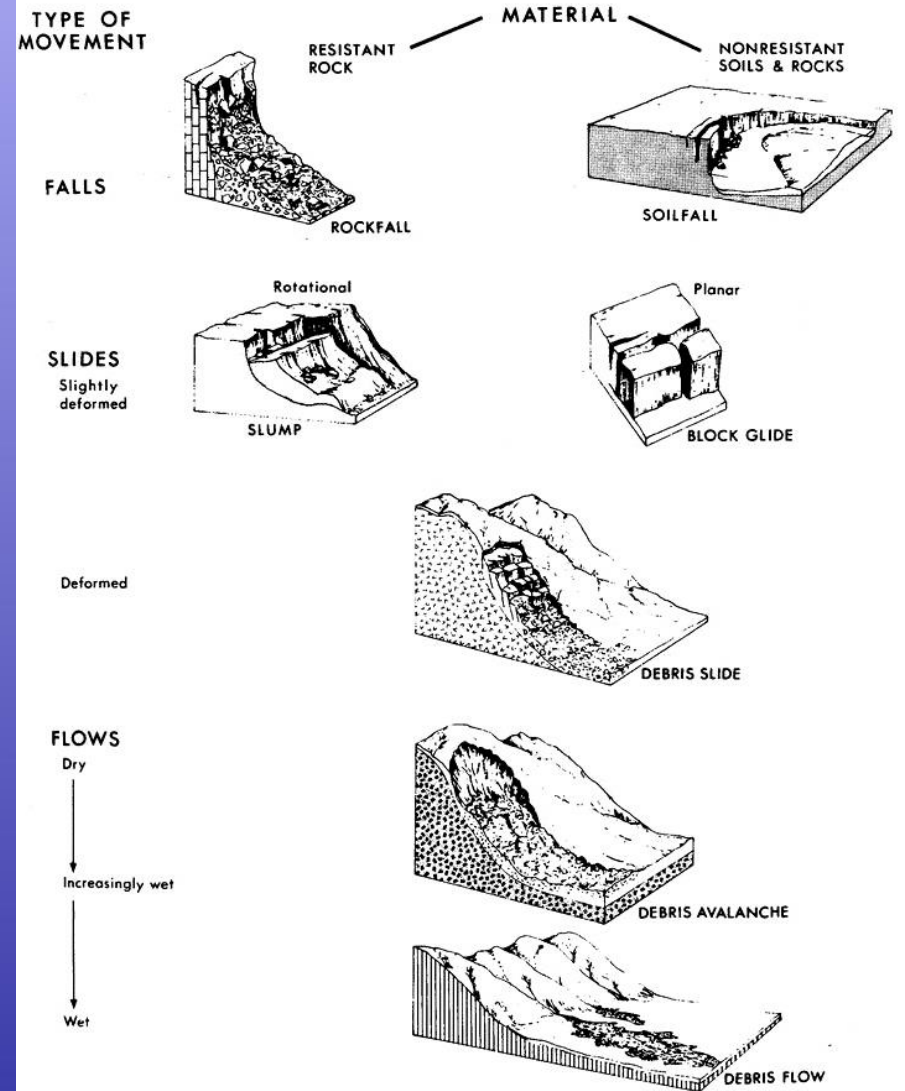 TYPE OF
MOVEMENT
MATERIAL
RESISTANT
ROCK
NONRESISTANT
SOILS & ROCKS
FALLS
ROCKFALL
SOILFALL
Rotational
Planar
SLIDES
Slightly
deformed
SLUMP
BLOCK GLIDE
Deformed
DEBRIS SLIDE
FLOWS
Dry
Increasingly wet
DEBRIS AVALANCHE
Wet
DEBRIS FLOW